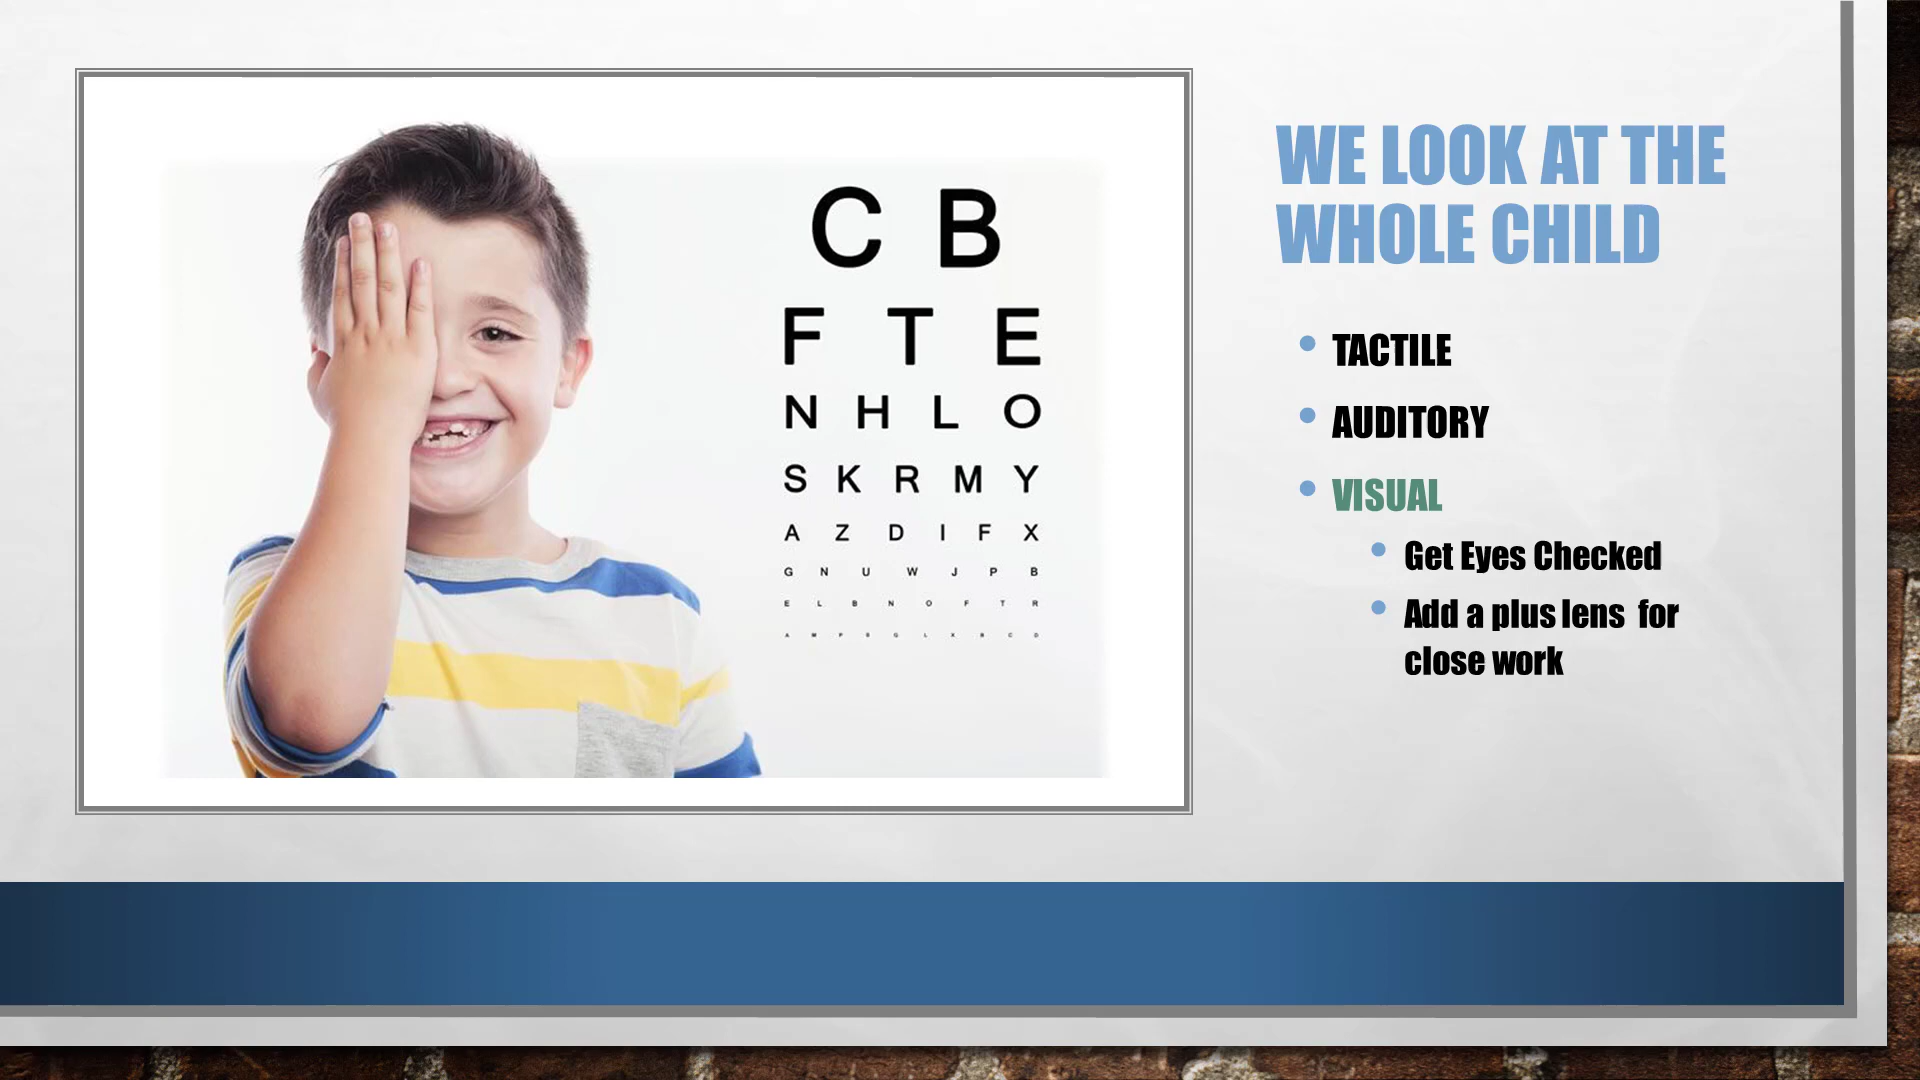 WE LOOK AT THE
WHOLE CHILD
• TACTILE
• AUDITORY
• VISUAL
• Get Eyes Checked
• Add a plus lens for
close work
C B
F T E
N H L O
S K R M Y
A Z D I F X
G N U W J P B
E L B N O F T R